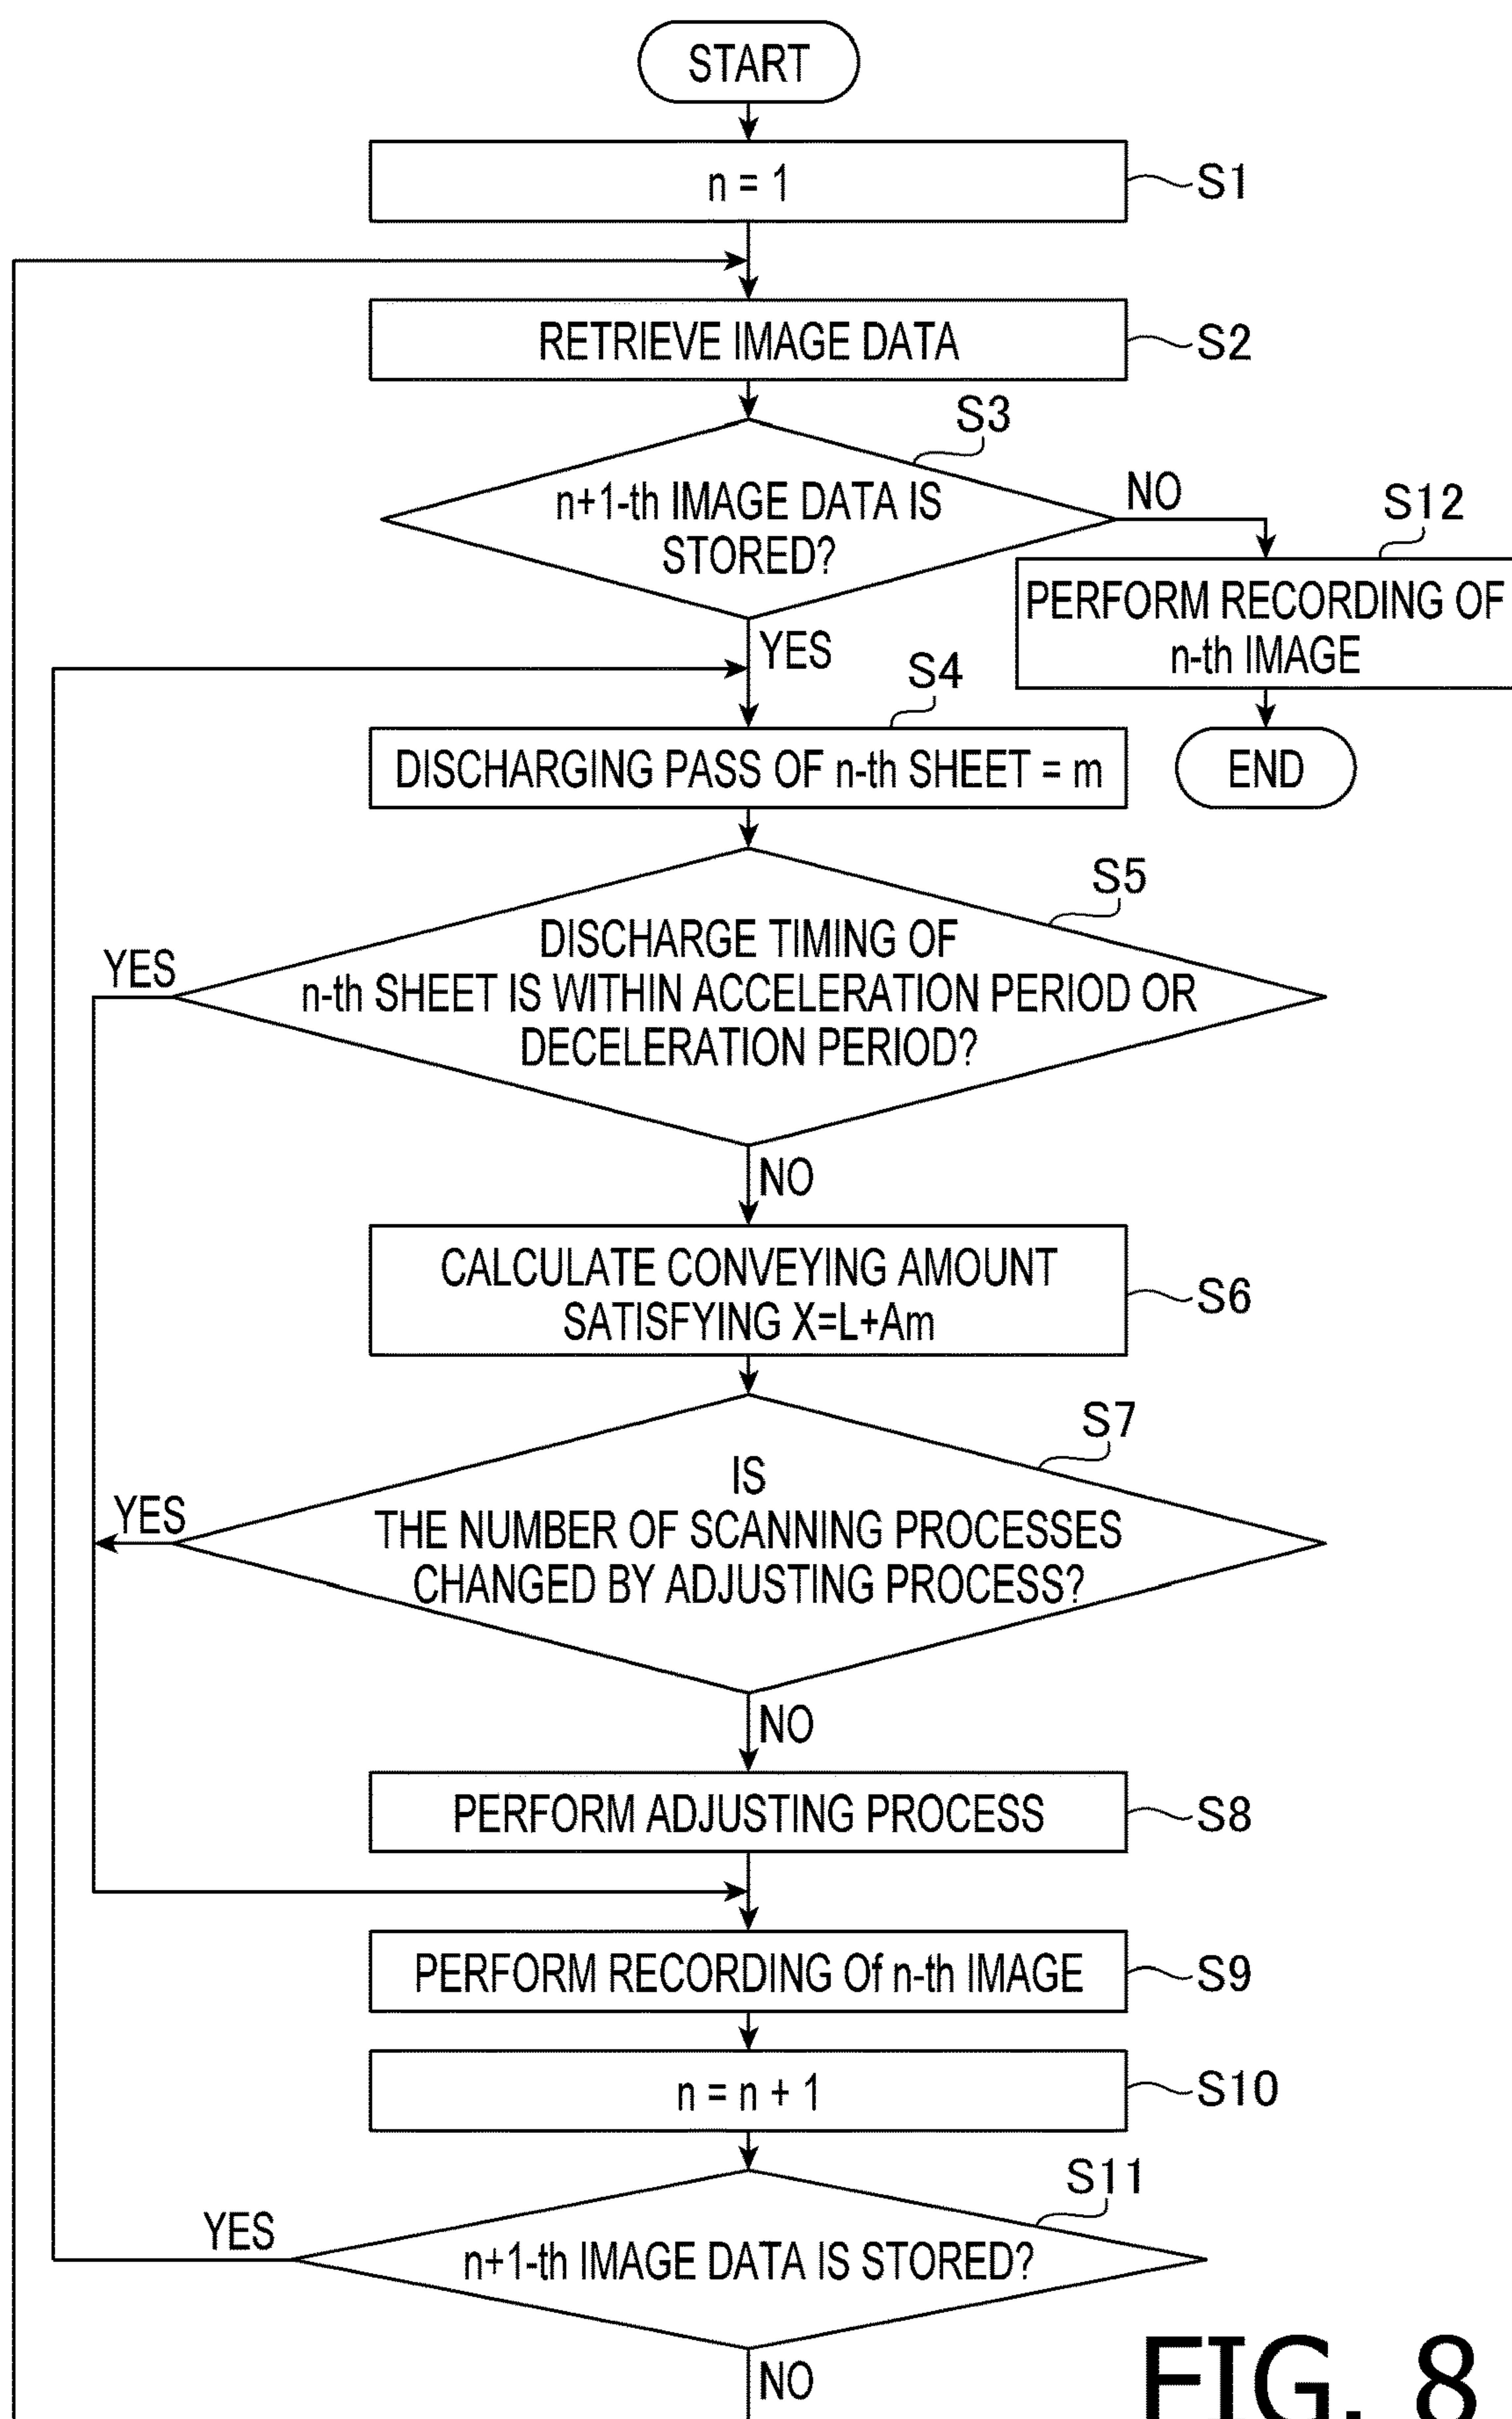 START
n = 1
S1
RETRIEVE IMAGE DATA
S2
S3
n+1-th IMAGE DATA IS
STORED?
NO
S12
PERFORM RECORDING OF
n-th IMAGE
END
YES
S4
DISCHARGING PASS OF n-th SHEET = m
S5
DISCHARGE TIMING OF
n-th SHEET IS WITHIN ACCELERATION PERIOD OR
DECELERATION PERIOD?
YES
NO
CALCULATE CONVEYING AMOUNT
SATISFYING X=L+Am
S6
S7
IS
THE NUMBER OF SCANNING PROCESSES
CHANGED BY ADJUSTING PROCESS?
YES
NO
PERFORM ADJUSTING PROCESS
S8
PERFORM RECORDING Of n-th IMAGE
S9
n = n + 1
S10
S11
n+1-th IMAGE DATA IS STORED?
YES
NO
FIG. 8